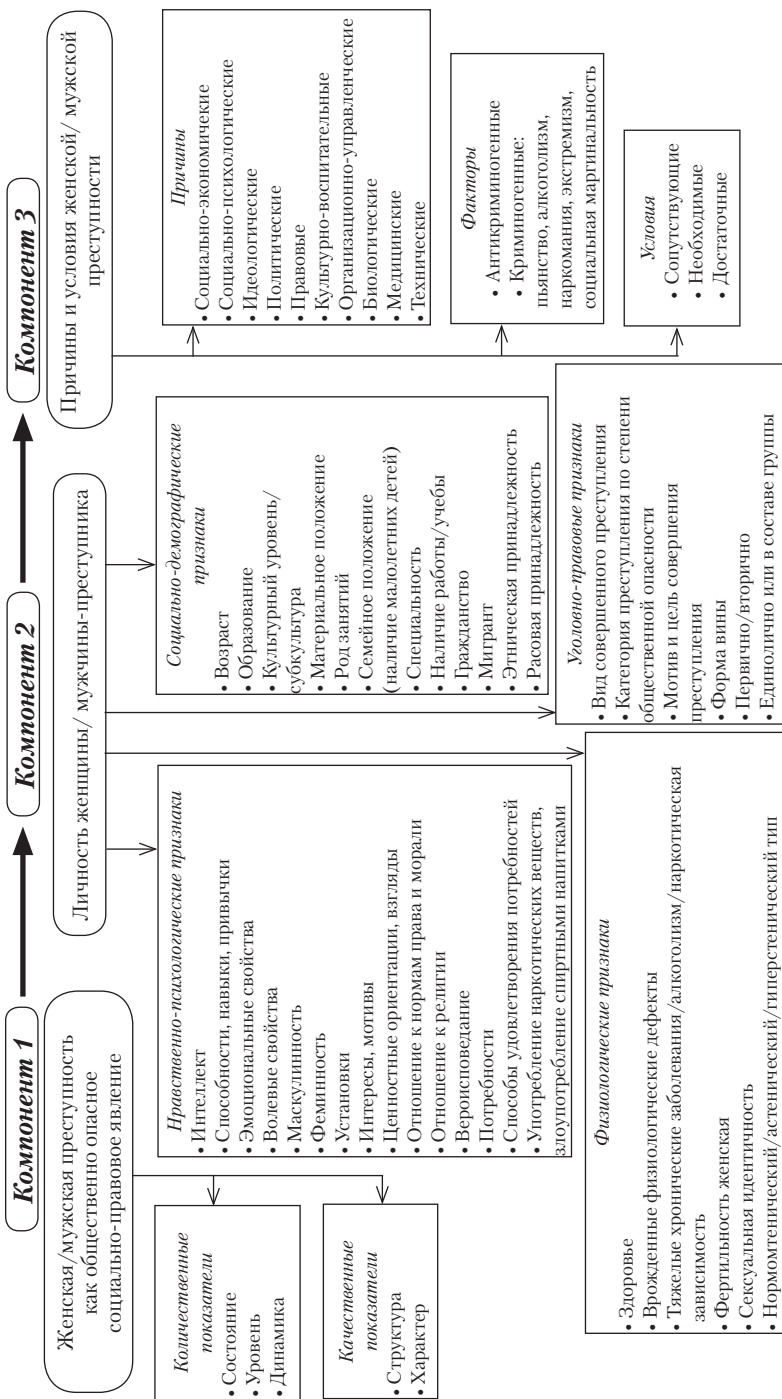 Компонент 1
Компонент 2
Компонент 3
Женская/мужская преступность
как общественно опасное
социально-правовое явление
Количественные
показатели
• Состояние
• Уровень
• Динамика
Качественные
показатели
• Структура
• Характер
Личность женщины/ мужчины-преступника
Нравственно-психологические признаки
• Интеллект
• Способности, навыки, привычки
• Эмоциональные свойства
• Волевые свойства
• Маскулинность
• Феминность
• Установки
• Интересы, мотивы
• Ценностные ориентации, взгляды
• Отношение к нормам права и морали
• Отношение к религии
• Вероисповедание
• Потребности
• Способы удовлетворения потребностей
• Употребление наркотических веществ,
злоупотребление спиртными напитками
Социально-демографические
признаки
• Возраст
• Образование
• Культурный уровень/
субкультура
• Материальное положение
• Род занятий
• Семейное положение
(наличие малолетних детей)
• Специальность
• Наличие работы/учебы
• Гражданство
• Мигрант
• Этническая принадлежность
• Расовая принадлежность
Физиологические признаки
• Здоровье
• Врожденные физиологические дефекты
• Тяжелые хронические заболевания/алкоголизм/наркотическая
зависимость
• Фертильность женская
• Сексуальная идентичность
• Нормомтенический/астенический/гиперстенический тип
Уголовно-правовые признаки
• Вид совершенного преступления
• Категория преступления по степени
общественной опасности
• Мотив и цель совершения
преступления
• Форма вины
• Первично/вторично
• Единолично или в составе группы
Причины и условия женской/ мужской
преступности
Причины
• Социально-экономичекие
• Социально-психологические
• Идеологические
• Политические
• Правовые
• Культурно-воспитательные
• Организационно-управленческие
• Биологические
• Медицинские
• Технические
Факторы
• Антикриминогенные
• Криминогенные:
пьянство, алкоголизм,
наркомания, экстремизм,
социальная маргинальность
Условия
• Сопутствующие
• Необходимые
• Достаточные